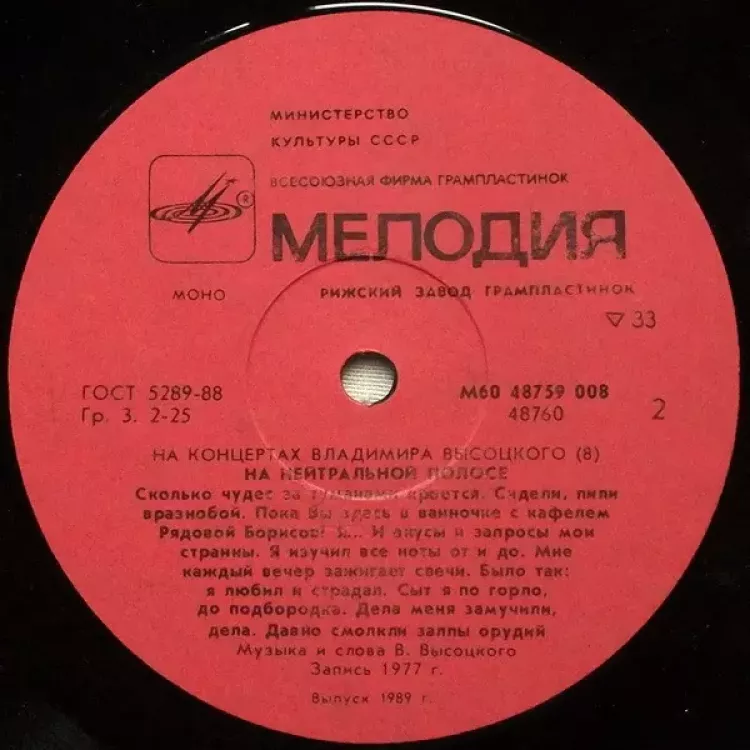 МИНИСТЕРСТВО
КУЛЬТУРЫ СССР
ВСЕСОЮЗНАЯ ФИРМА ГРАМПЛАСТИНОК
®
МЕЛОДИЯ
МОНО
РИЖСКИЙ ЗАВОД ГРАМПЛАСТИНОК
▽ 33
ГОСТ 5289-88
М60 48759 008
Гр. 3. 2-25
48760
2
НА КОНЦЕРТАХ ВЛАДИМИРА ВЫСОЦКОГО (8)
НА НЕЙТРАЛЬНОЙ ПОЛОСЕ
Сколько чудес за туманами кроется. Сидели, пили
вразнобой. Пока Вы здесь в ванночке с кафелем
Рядовой Борисов! Я... И вкусы и запросы мои
странны. Я изучил все ноты от и до. Мне
каждый вечер зажигает свечи. Было так:
я любил и страдал. Сыт я по горло,
до подбородка. Дела меня замучили,
дела. Давно смолкли залпы орудий
Музыка и слова В. Высоцкого
Запись 1977 г.
Выпуск 1989 г.